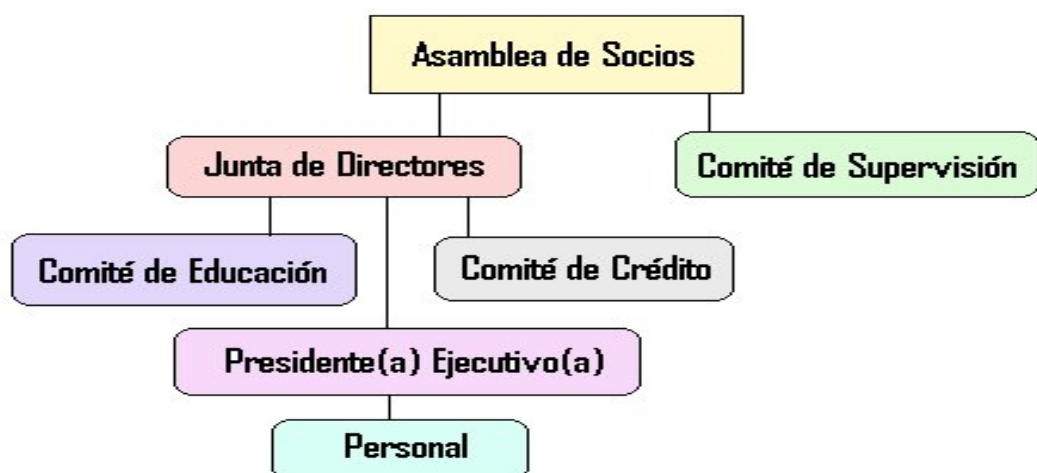 Asamblea de Socios
Junta de Directores
Comité de Supervisión
Comité de Educación
Comité de Crédito
Presidente(a) Ejecutivo(a)
Personal